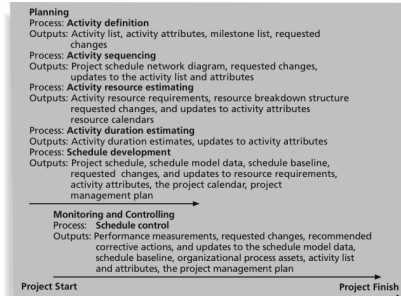 Planning
Process: Activity definition
Outputs: Activity list, activity attributes, milestone list, requested
changes
Process: Activity sequencing
Outputs: Project schedule network diagram, requested changes,
updates to the activity list and attributes
Process: Activity resource estimating
Outputs: Activity resource requirements, resource breakdown structure
requested changes, and updates to activity attributes
resource calendars
Process: Activity duration estimating
Outputs: Activity duration estimates, updates to activity attributes
Process: Schedule development
Outputs: Project schedule, schedule model data, schedule baseline,
requested changes, and updates to resource requirements,
activity attributes, the project calendar, project
management plan
Monitoring and Controlling
Process: Schedule control
Outputs: Performance measurements, requested changes, recommended
corrective actions, and updates to the schedule model data,
schedule baseline, organizational process assets, activity list
and attributes, the project management plan
Project Start Project Finish